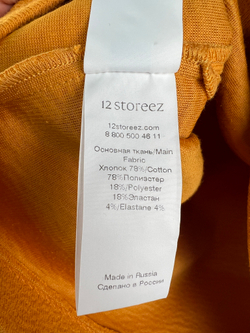 12 storeez
12storeez.com
8 800 500 46 11
Основная ткань/Main
Fabric
Хлопок 78%/Cotton
78%Полиэстер
18%/Polyester
18%Эластан
4%/Elastane 4%
Made in Russia
Сделано в России